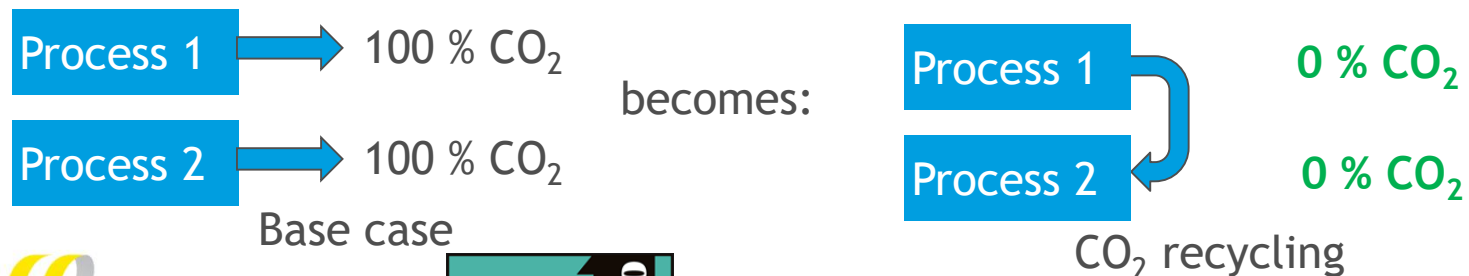 Process 1
100 % CO₂
Process 2
100 % CO₂
Base case
becomes:
Process 1
0 % CO₂
Process 2
0 % CO₂
CO₂ recycling